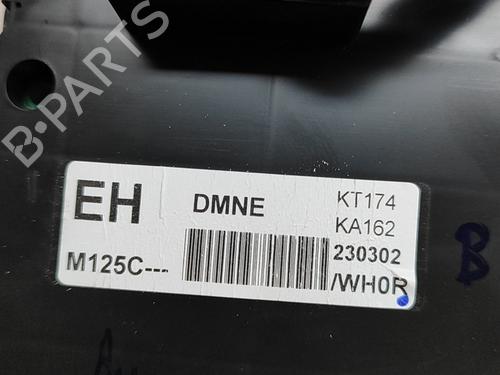 B·PARTS
EH
DMNE
KT174
KA162
M125C---
230302
/WH0R